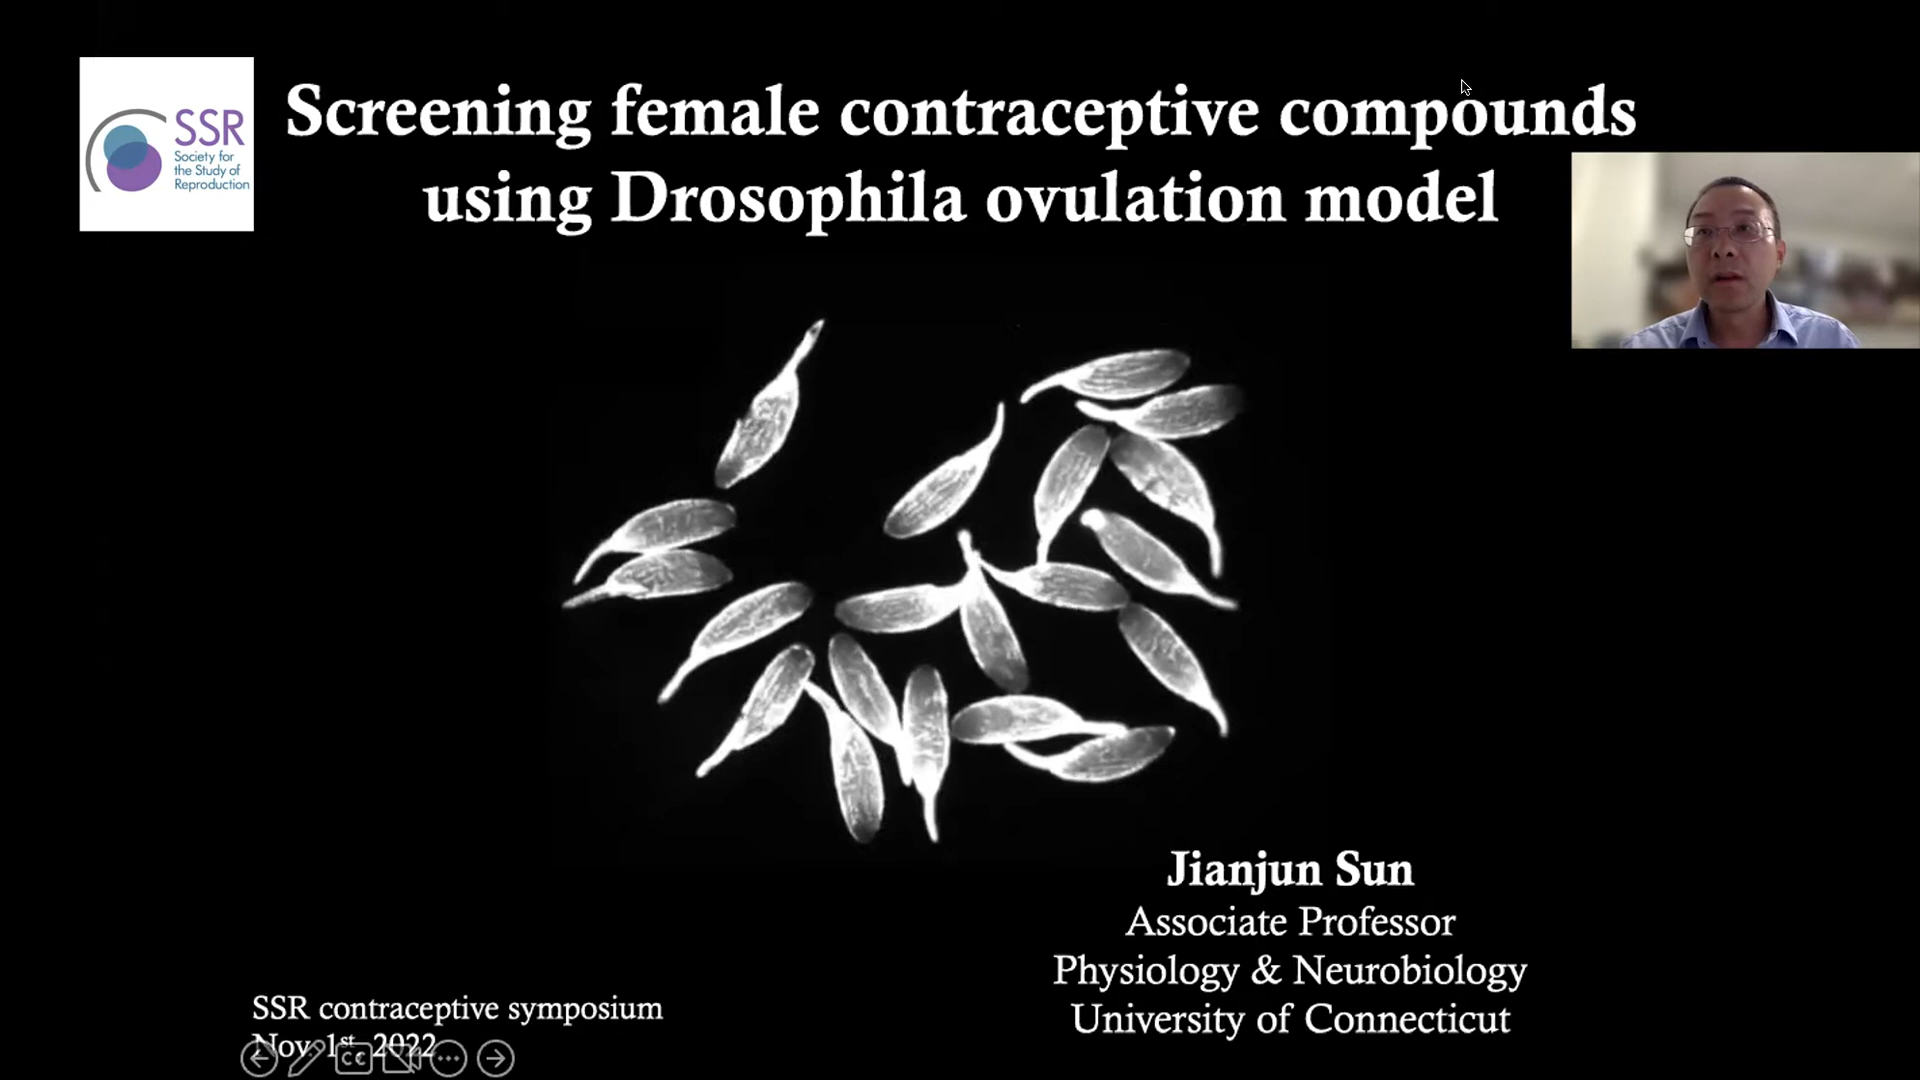 SSR
Society for
the Study of
Reproduction
Screening female contraceptive compounds
using Drosophila ovulation model
Jianjun Sun
Associate Professor
Physiology & Neurobiology
University of Connecticut
SSR contraceptive symposium
Nov. 1st, 2022
CC